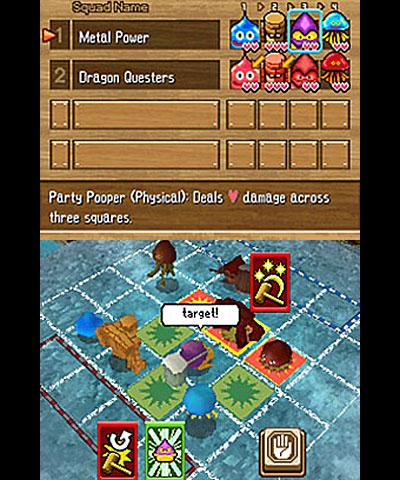 Squad Name
1 2 3 4
1 Metal Power
2 Dragon Questers
Party Pooper (Physical): Deals ♥ damage across
three squares.
target!